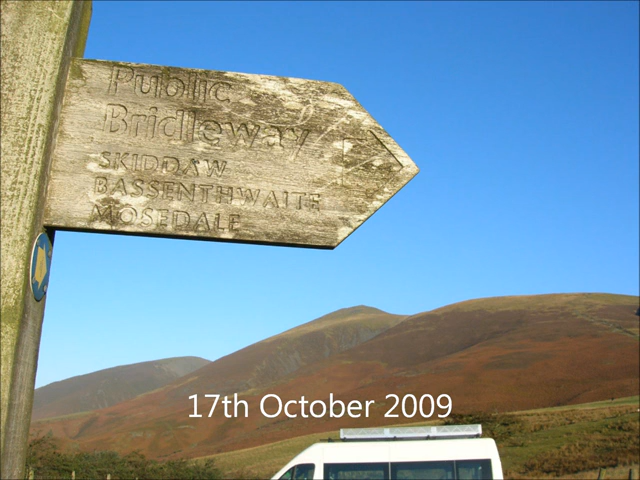 Public
Bridleway
SKIDDAW
BASSENTHWAITE
MOSEDALE
17th October 2009